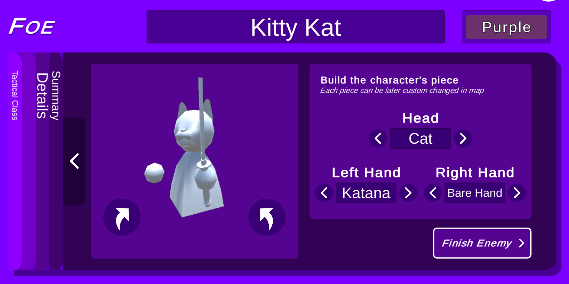 FOE
Kitty Kat
Purple
Tactical Class
Details
Summary
Build the character's piece
Each piece can be later custom changed in map
Head
Cat
Left Hand
Right Hand
Katana
Bare Hand
Finish Enemy